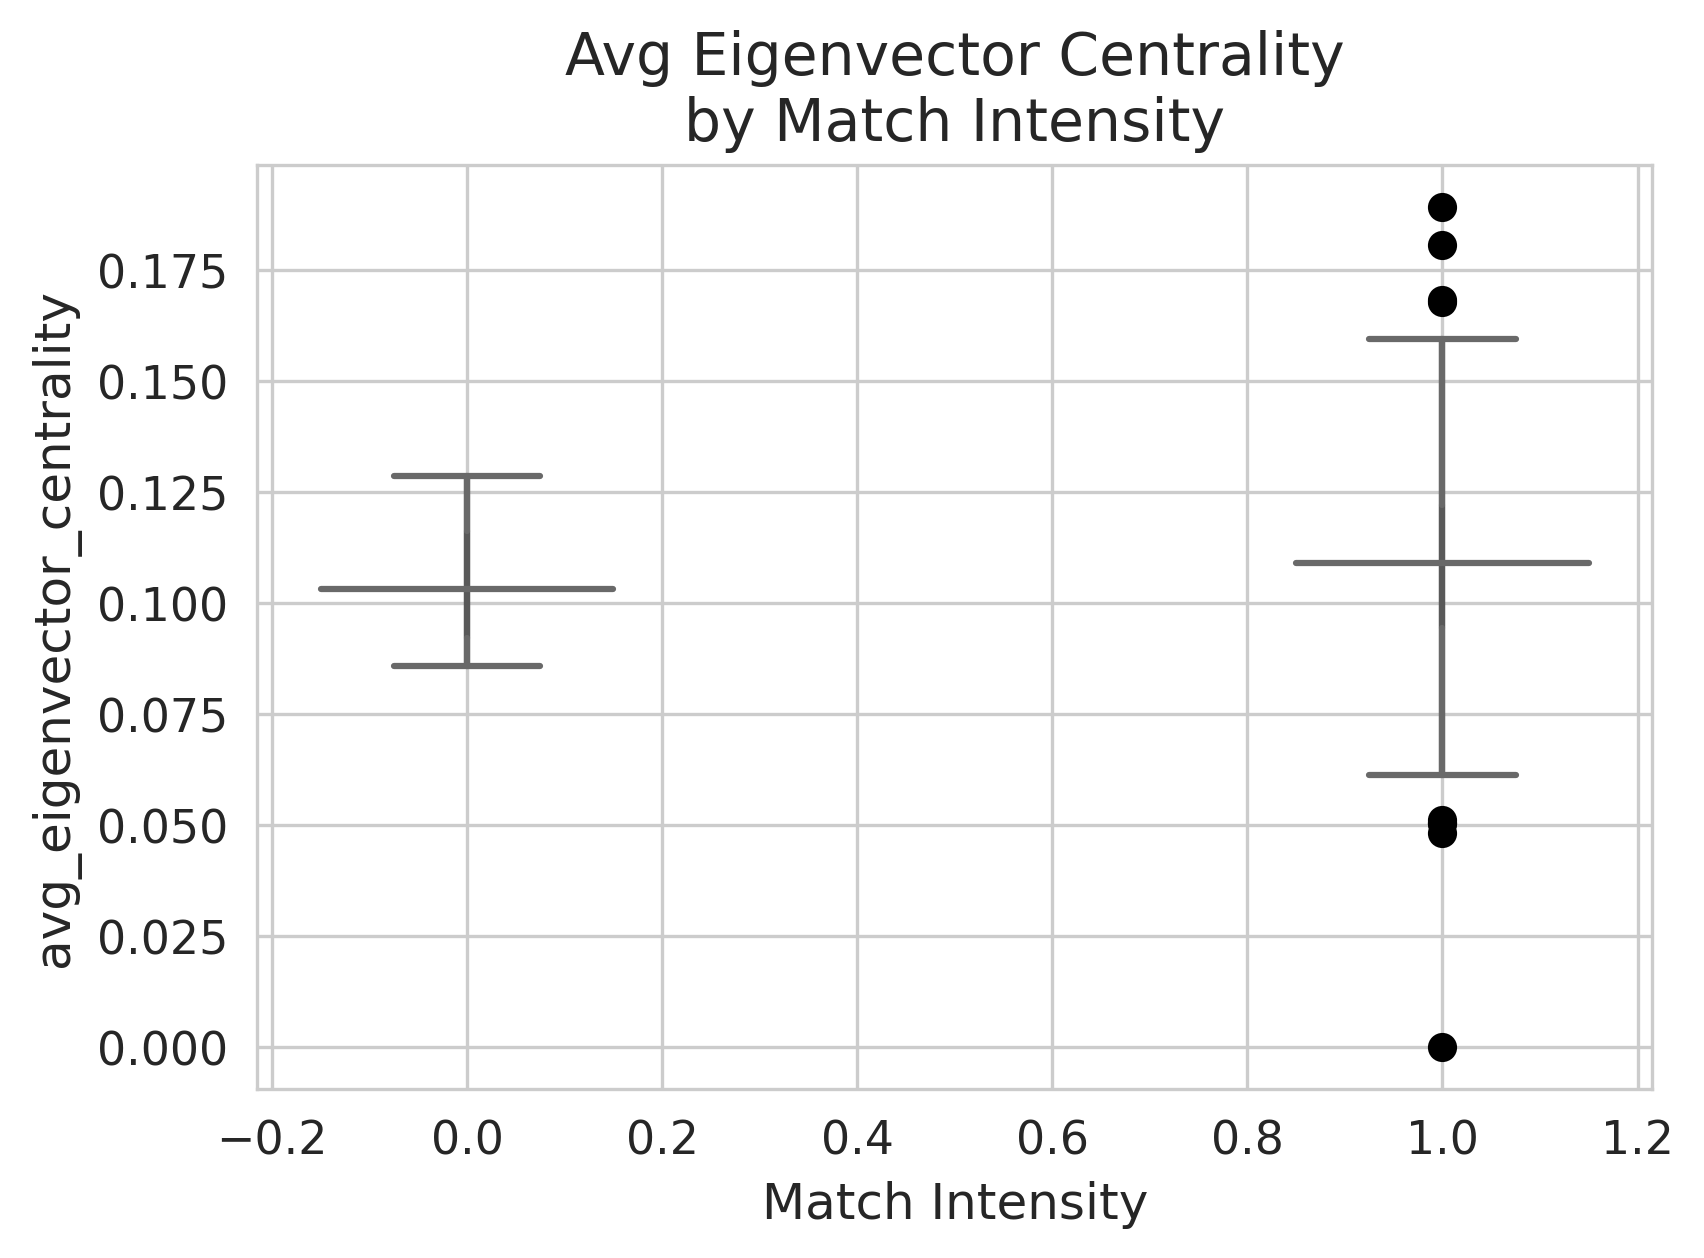 Avg Eigenvector Centrality
by Match Intensity
avg_eigenvector_centrality
0.175
0.150
0.125
0.100
0.075
0.050
0.025
0.000
−0.2 0.0 0.2 0.4 0.6 0.8 1.0 1.2
Match Intensity